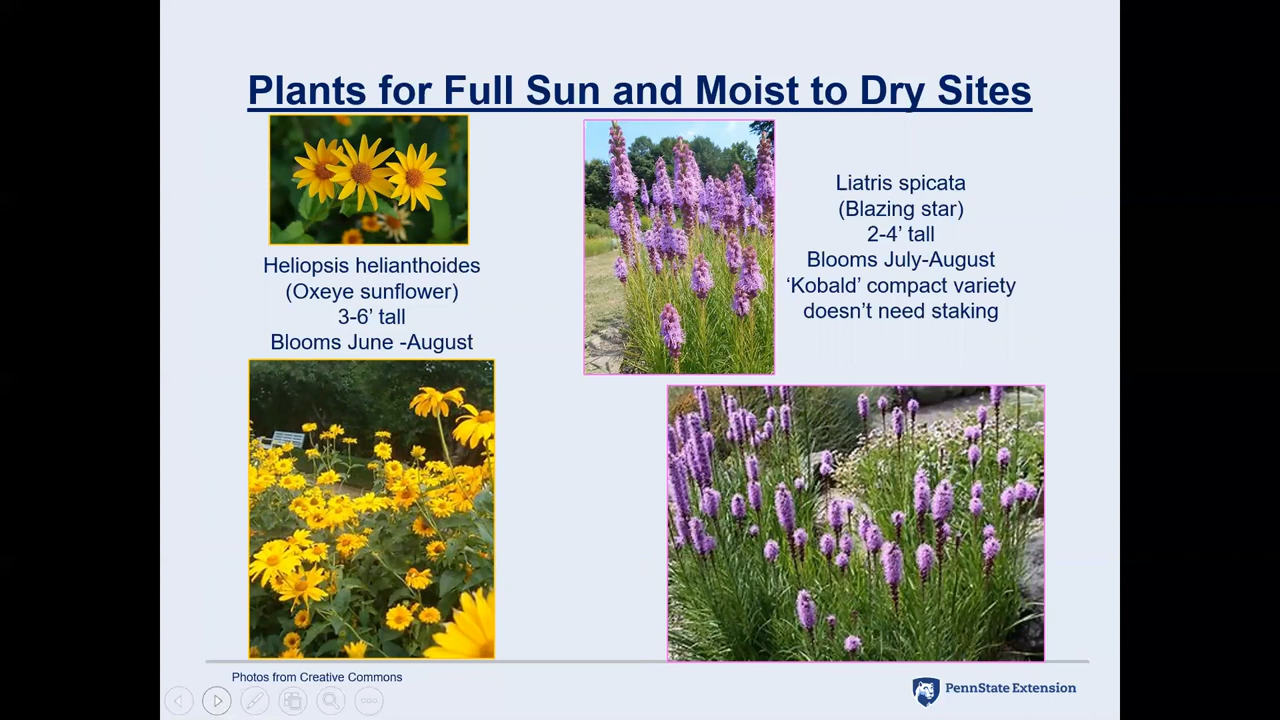 Plants for Full Sun and Moist to Dry Sites
Heliopsis helianthoides
(Oxeye sunflower)
3-6’ tall
Blooms June -August
Liatris spicata
(Blazing star)
2-4’ tall
Blooms July-August
‘Kobald’ compact variety
doesn’t need staking
Photos from Creative Commons
PennState Extension